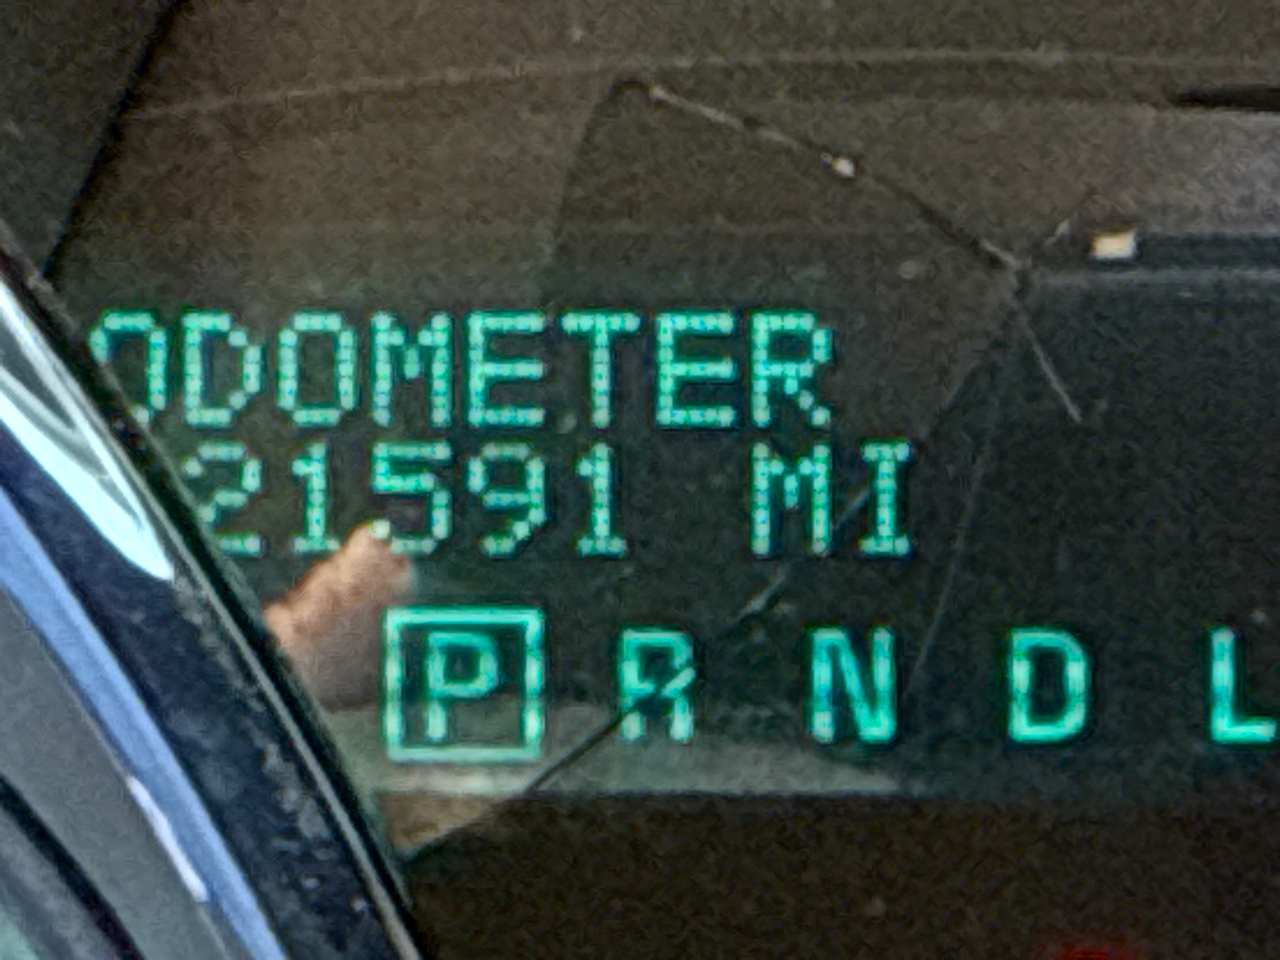 ODOMETER
21591 MI
P R N D L